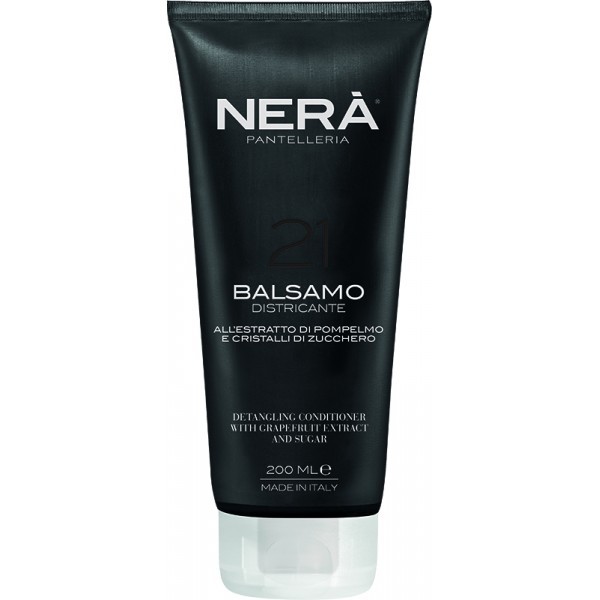 NERÀ®
PANTELLERIA
21
BALSAMO
DISTRICANTE
ALL'ESTRATTO DI POMPELMO
E CRISTALLI DI ZUCCHERO
DETANGLING CONDITIONER
WITH GRAPEFRUIT EXTRACT
AND SUGAR
200 ML ℮
MADE IN ITALY